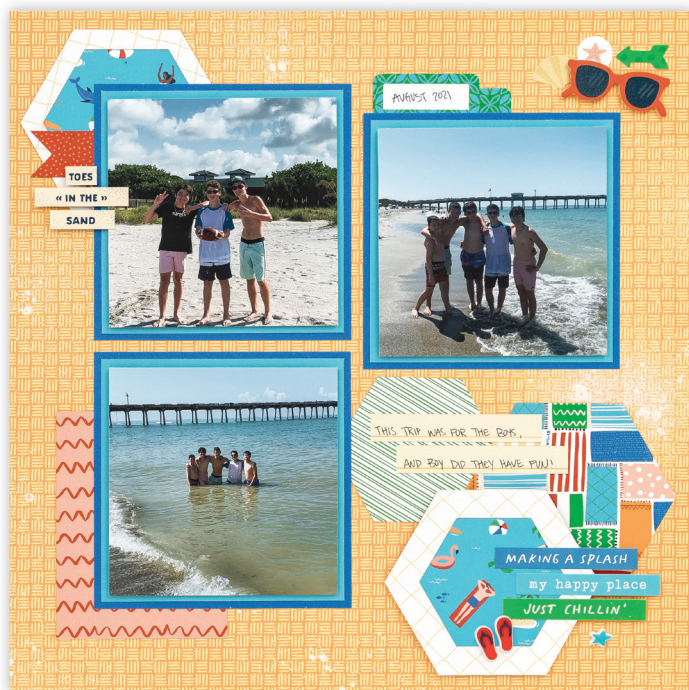 AUGUST 2021
TOES
« IN THE »
SAND
THIS TRIP WAS FOR THE BOYS,
AND BOY DID THEY HAVE FUN!
MAKING A SPLASH
my happy place
JUST CHILLIN'